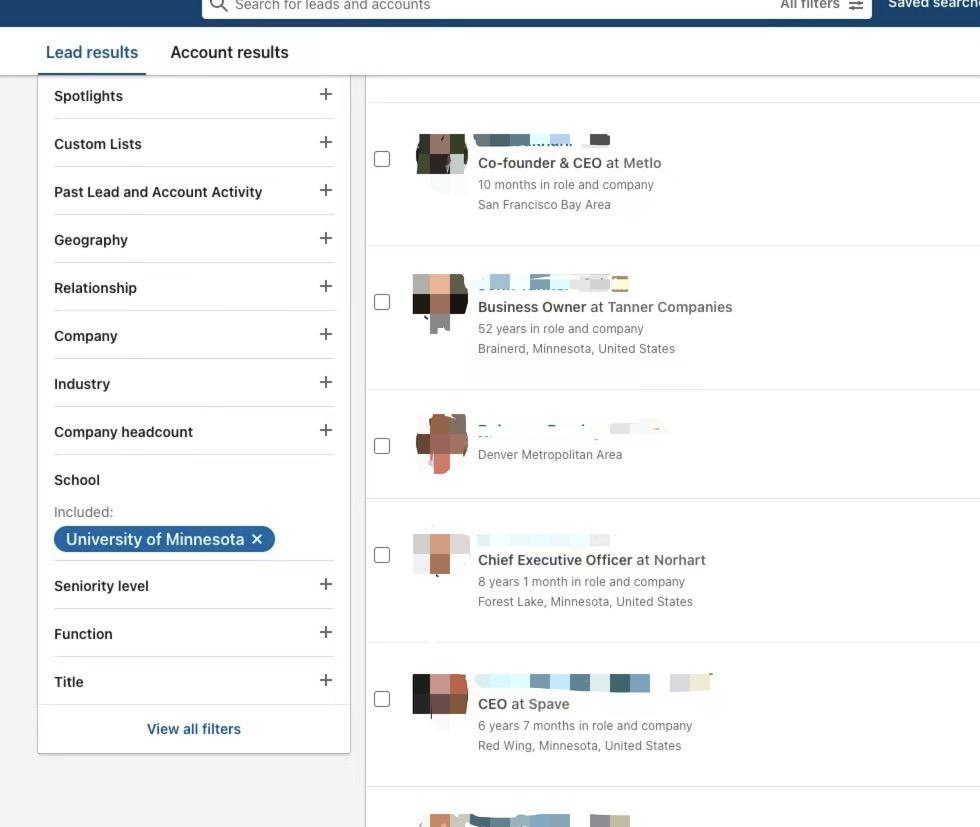 Search for leads and accounts
All filters
Saved search
Lead results
Account results
Spotlights
Custom Lists
Past Lead and Account Activity
Geography
Relationship
Company
Industry
Company headcount
School
Included:
University of Minnesota ×
Seniority level
Function
Title
View all filters
Co-founder & CEO at Metlo
10 months in role and company
San Francisco Bay Area
Business Owner at Tanner Companies
52 years in role and company
Brainerd, Minnesota, United States
Denver Metropolitan Area
Chief Executive Officer at Norhart
8 years 1 month in role and company
Forest Lake, Minnesota, United States
CEO at Spave
6 years 7 months in role and company
Red Wing, Minnesota, United States